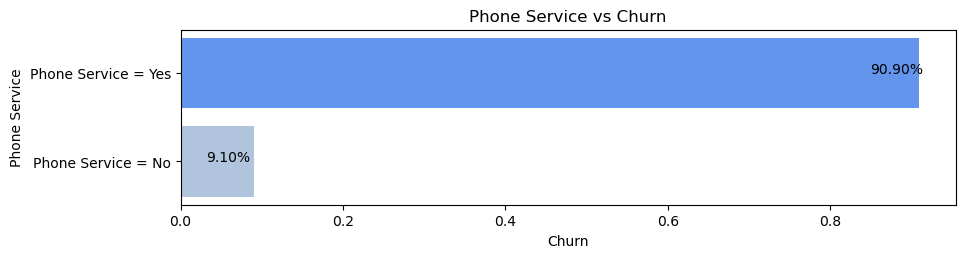 Phone Service vs Churn
Phone Service
Phone Service = Yes
90.90%
Phone Service = No
9.10%
0.0 0.2 0.4 0.6 0.8
Churn